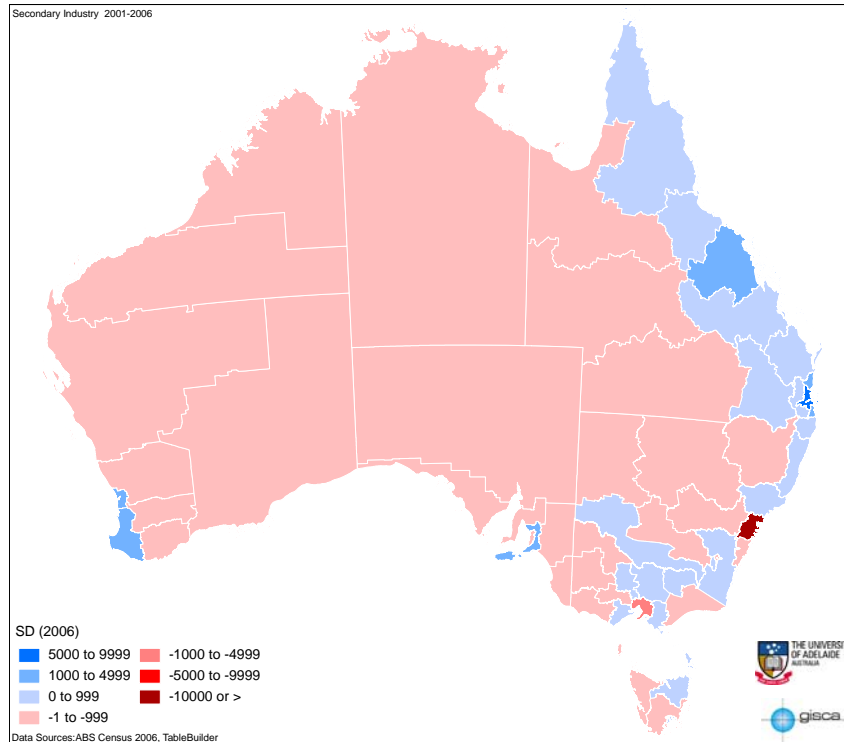 Secondary Industry 2001-2006
SD (2006)
5000 to 9999
1000 to 4999
0 to 999
-1 to -999
-1000 to -4999
-5000 to -9999
-10000 or >
THE UNIVERSI
OF ADELAIDE
AUSTRALIA
gisca
Data Sources:ABS Census 2006, TableBuilder